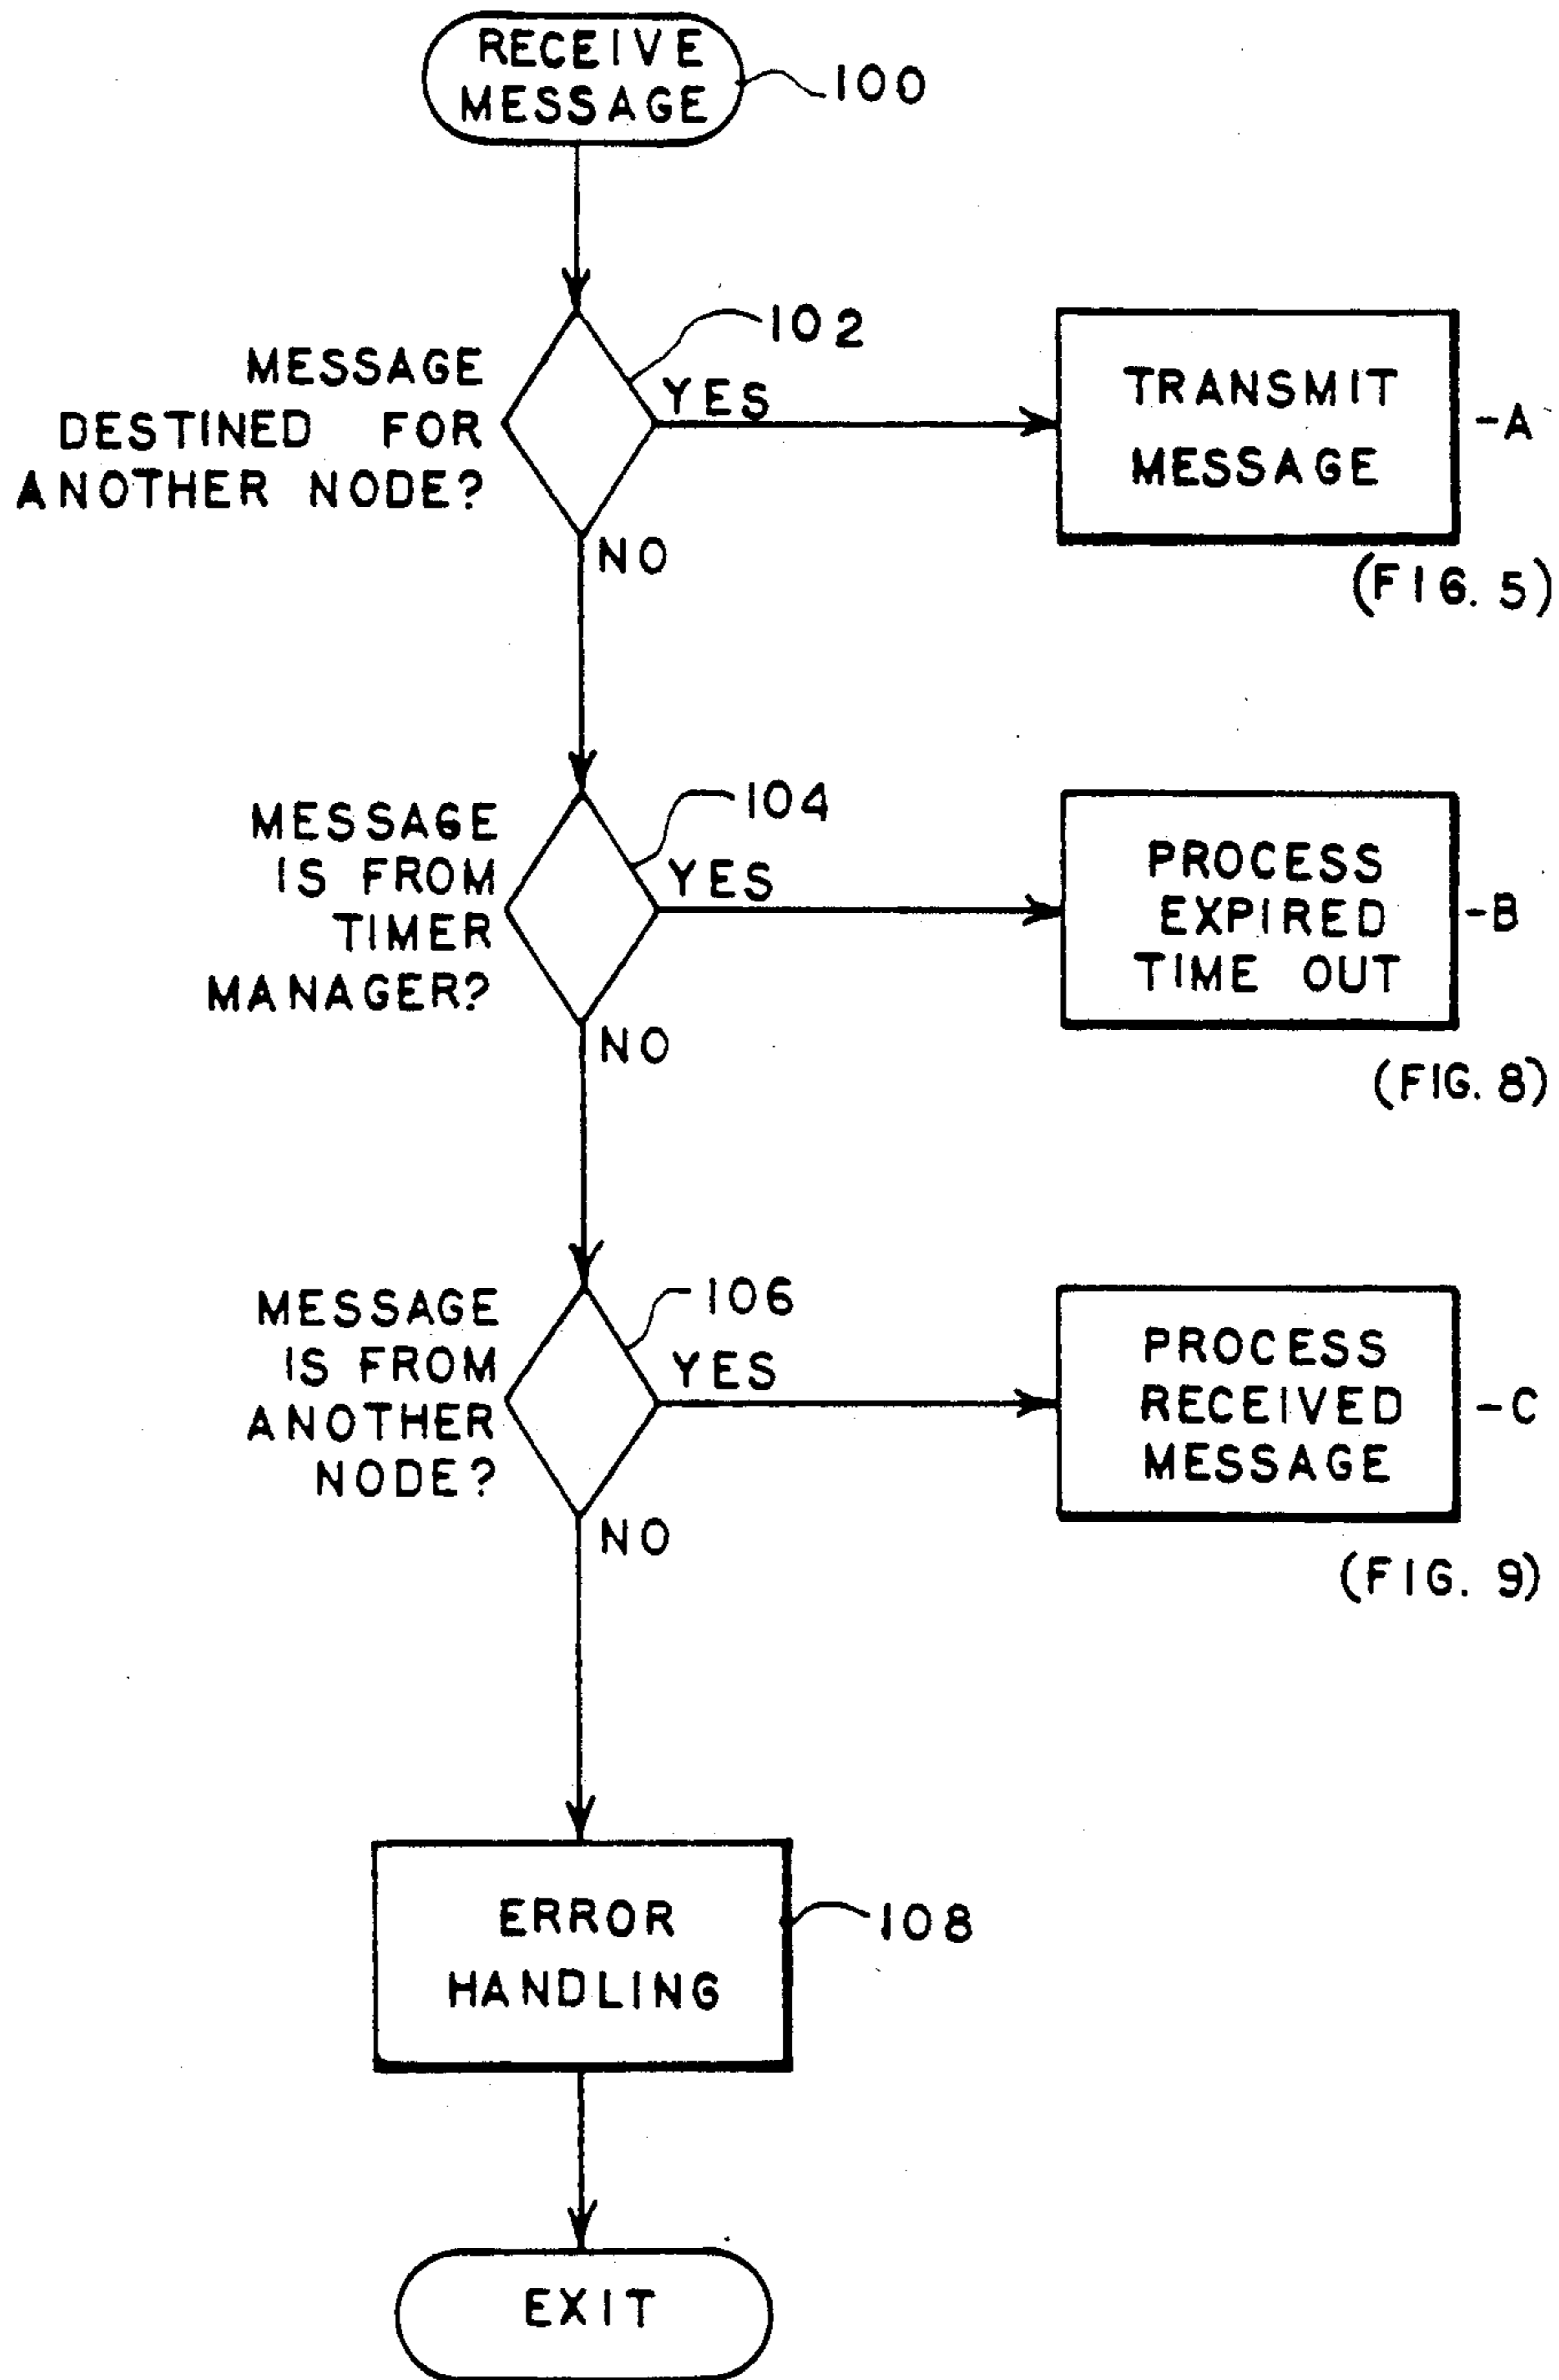 RECEIVE
MESSAGE
100
102
MESSAGE
DESTINED FOR
ANOTHER NODE?
YES
TRANSMIT
MESSAGE
-A
(FIG. 5)
NO
104
MESSAGE
IS FROM
TIMER
MANAGER?
YES
PROCESS
EXPIRED
TIME OUT
-B
(FIG. 8)
NO
106
MESSAGE
IS FROM
ANOTHER
NODE?
YES
PROCESS
RECEIVED
MESSAGE
-C
(FIG. 9)
NO
ERROR
HANDLING
108
EXIT